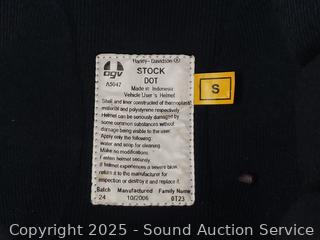 Harley-Davidson®
STOCK
DOT
ogv
A5047
Made in Indonesia
Vehicle User's Helmet
S
Shell and liner constructed of thermoplastic
material and polystyrene respectively
Helmet can be seriously damaged by
some common substances without
damage being visible to the user.
Apply only the following:
water and soap for cleaning
Make no modifications.
Fasten helmet securely
If helmet experiences a severe blow,
return it to the manufacturer for
inspection or destroy it and replace it.
Batch Manufactured Family Name
24 10/2006 0T23
Copyright 2025 - Sound Auction Service